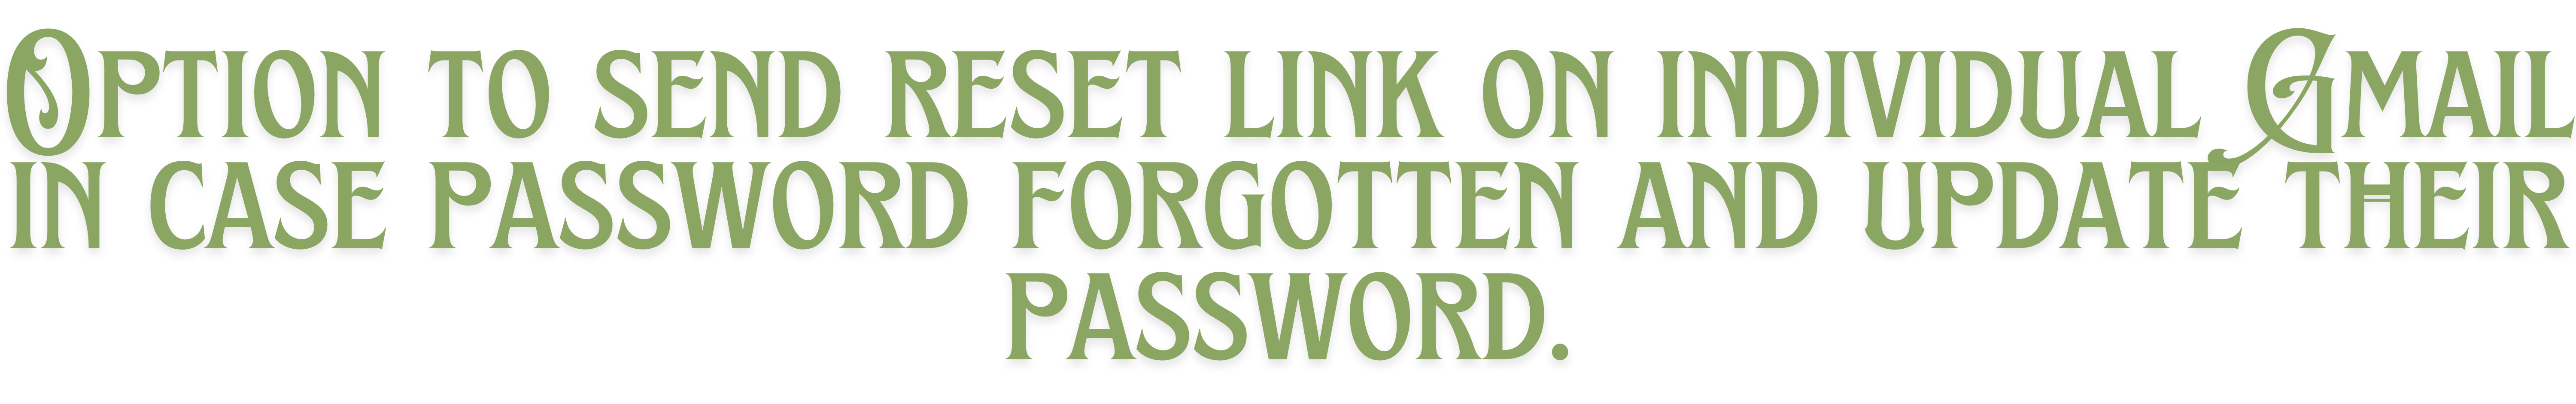 Option to send reset link on individual Gmail
in case password forgotten and update their
password.